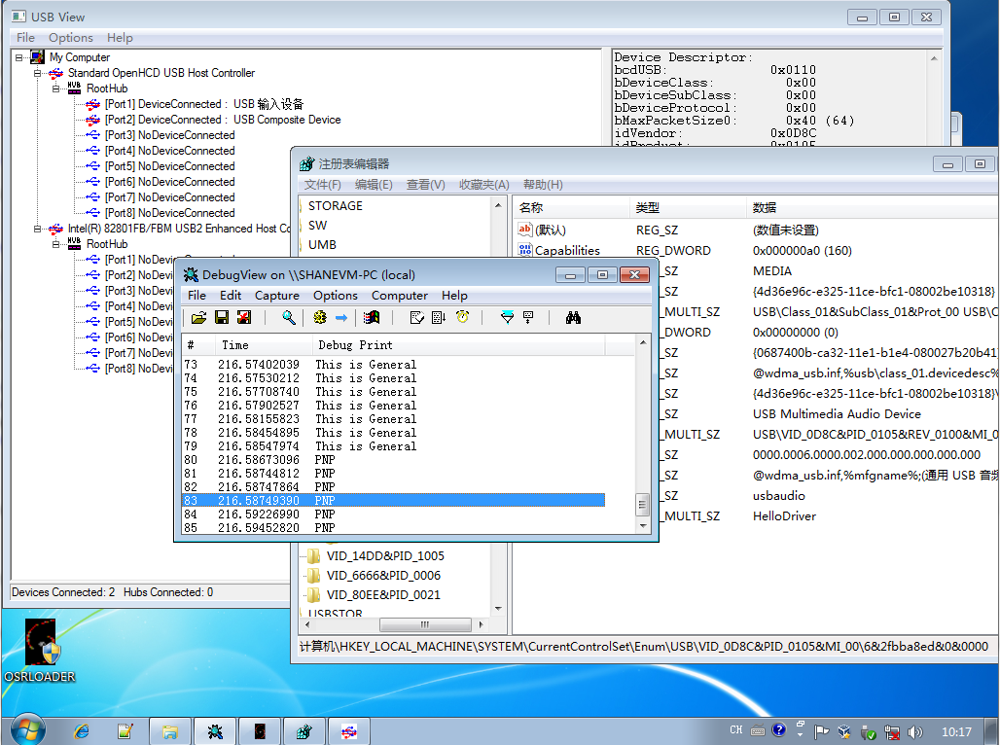 USB View
File Options Help
My Computer
Standard OpenHCD USB Host Controller
RootHub
[Port1] DeviceConnected : USB 输入设备
[Port2] DeviceConnected : USB Composite Device
[Port3] NoDeviceConnected
[Port4] NoDeviceConnected
[Port5] NoDeviceConnected
[Port6] NoDeviceConnected
[Port7] NoDeviceConnected
[Port8] NoDeviceConnected
Intel(R) 82801FB/FBM USB2 Enhanced Host Co
RootHub
[Port1] NoDevi
[Port2] NoDevi
[Port3] NoDevi
[Port4] NoDevi
[Port5] NoDevi
[Port6] NoDevi
[Port7] NoDevi
[Port8] NoDevi
Devices Connected: 2 Hubs Connected: 0
Device Descriptor:
bcdUSB: 0x0110
bDeviceClass: 0x00
bDeviceSubClass: 0x00
bDeviceProtocol: 0x00
bMaxPacketSize0: 0x40 (64)
idVendor: 0x0D8C
idProduct: 0x0105
注册表编辑器
文件(F) 编辑(E) 查看(V) 收藏夹(A) 帮助(H)
STORAGE
SW
UMB
VID_14DD&PID_1005
VID_6666&PID_0006
VID_80EE&PID_0021
USBSTOR
名称 类型 数据
(默认) REG_SZ (数值未设置)
Capabilities REG_DWORD 0x000000a0 (160)
_SZ MEDIA
_SZ {4d36e96c-e325-11ce-bfc1-08002be10318}
_MULTI_SZ USB\Class_01&SubClass_01&Prot_00 USB\C
_DWORD 0x00000000 (0)
_SZ {0687400b-ca32-11e1-b1e4-080027b20b41
_SZ @wdma_usb.inf,%usb\class_01.devicedesc%
_SZ {4d36e96c-e325-11ce-bfc1-08002be10318}\
_SZ USB Multimedia Audio Device
_MULTI_SZ USB\VID_0D8C&PID_0105&REV_0100&MI_0
_SZ 0000.0006.0000.002.000.000.000.000.000
_SZ @wdma_usb.inf,%mfgname%;(通用 USB 音频
_SZ usbaudio
_MULTI_SZ HelloDriver
计算机\HKEY_LOCAL_MACHINE\SYSTEM\CurrentControlSet\Enum\USB\VID_0D8C&PID_0105&MI_00\6&2fbba8ed&0&0000
DebugView on \\SHANEVM-PC (local)
File Edit Capture Options Computer Help
# Time Debug Print
73 216.57402039 This is General
74 216.57530212 This is General
75 216.57708740 This is General
76 216.57902527 This is General
77 216.58155823 This is General
78 216.58454895 This is General
79 216.58547974 This is General
80 216.58673096 PNP
81 216.58744812 PNP
82 216.58747864 PNP
83 216.58749390 PNP
84 216.59226990 PNP
85 216.59452820 PNP
OSRLOADER
CH
10:17